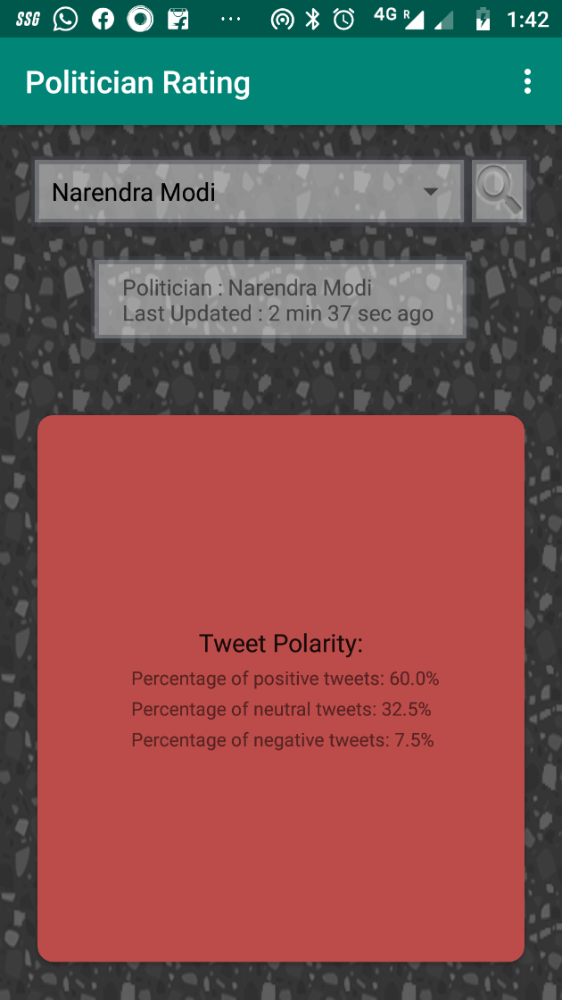 SSG 4G R 1:42
Politician Rating
Narendra Modi
Politician : Narendra Modi
Last Updated : 2 min 37 sec ago
Tweet Polarity:
Percentage of positive tweets: 60.0%
Percentage of neutral tweets: 32.5%
Percentage of negative tweets: 7.5%